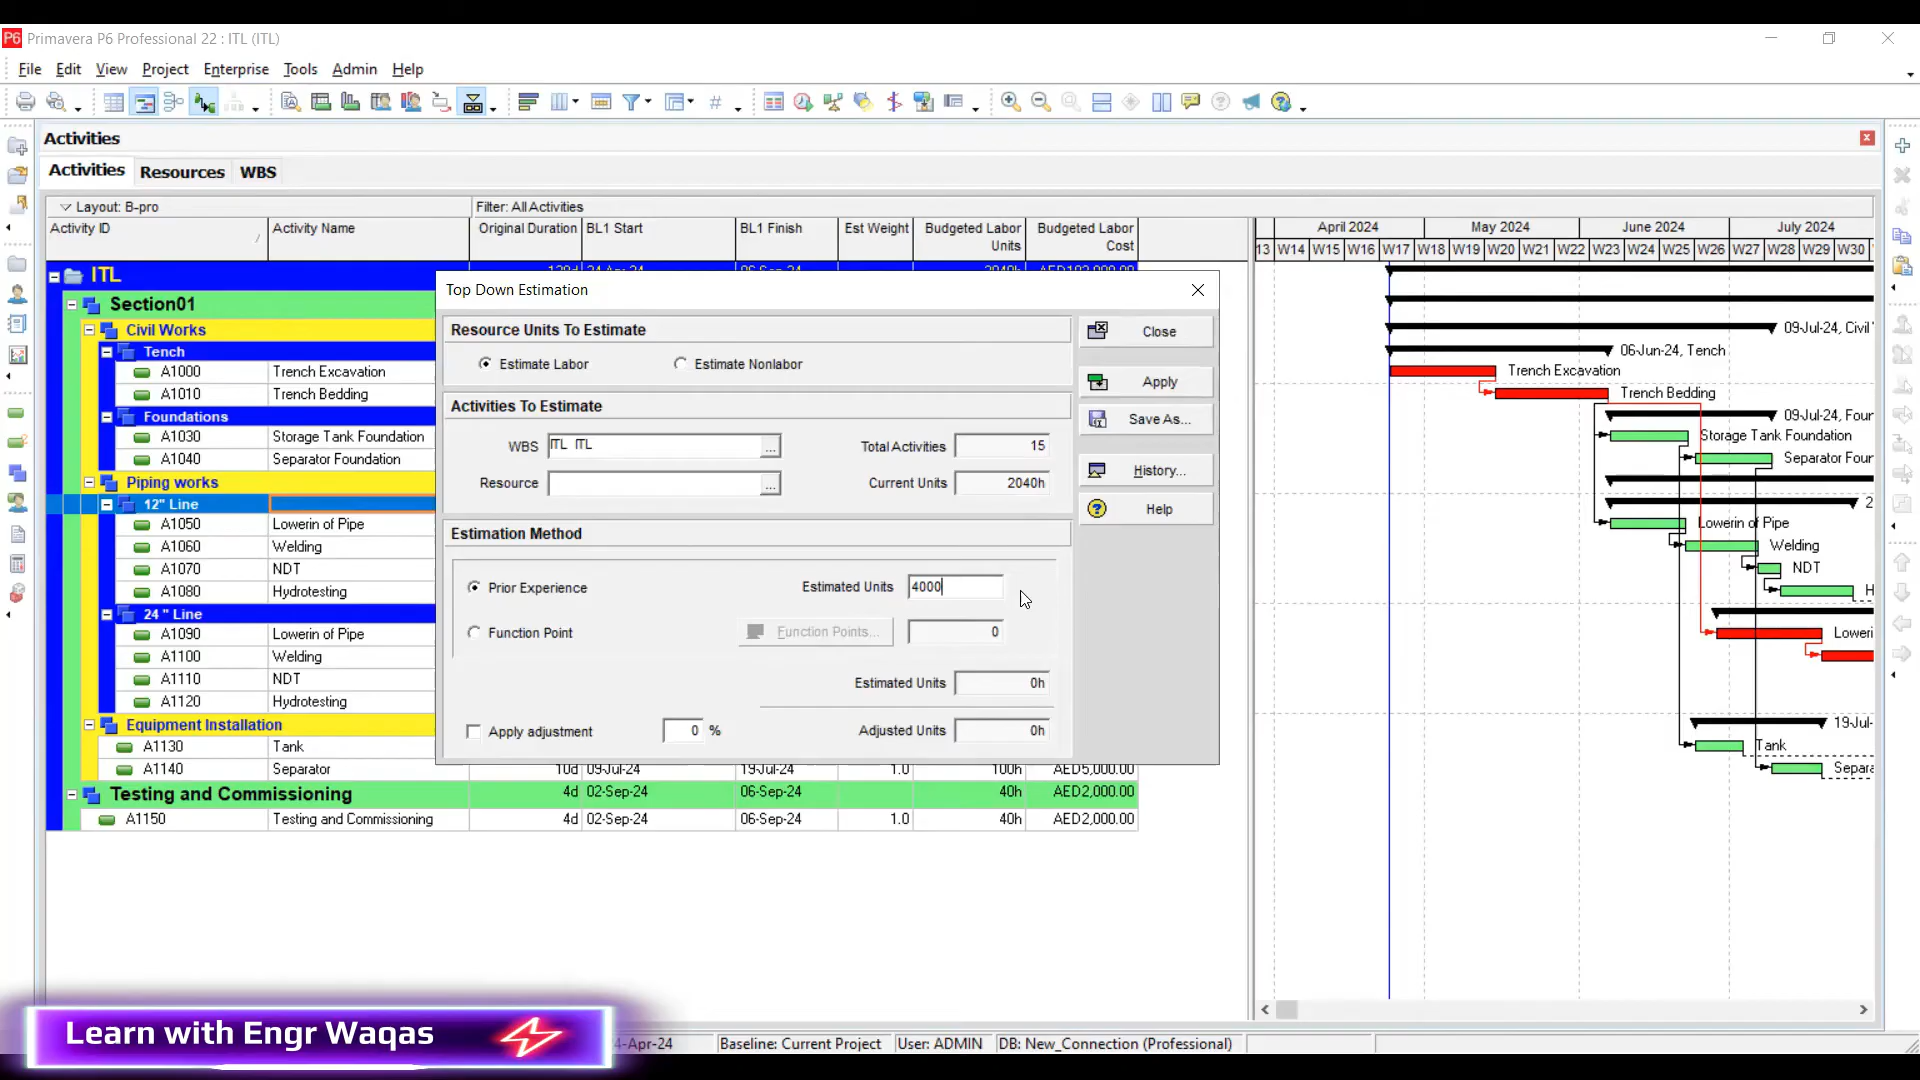 P6 Primavera P6 Professional 22 : ITL (ITL)
File Edit View Project Enterprise Tools Admin Help
Activities
Activities Resources WBS
Layout: B-pro Filter: All Activities
Activity ID Activity Name Original Duration BL1 Start BL1 Finish Est Weight Budgeted Labor Units Budgeted Labor Cost
April 2024 May 2024 June 2024 July 2024
13 W14 W15 W16 W17 W18 W19 W20 W21 W22 W23 W24 W25 W26 W27 W28 W29 W30
ITL
Section01
Civil Works
Tench
A1000 Trench Excavation
A1010 Trench Bedding
Foundations
A1030 Storage Tank Foundation
A1040 Separator Foundation
Piping works
12" Line
A1050 Lowerin of Pipe
A1060 Welding
A1070 NDT
A1080 Hydrotesting
24 " Line
A1090 Lowerin of Pipe
A1100 Welding
A1110 NDT
A1120 Hydrotesting
Equipment Installation
A1130 Tank
A1140 Separator 10d 09-Jul-24 19-Jul-24 1.0 100h AED5,000.00
Testing and Commissioning 4d 02-Sep-24 06-Sep-24 40h AED2,000.00
A1150 Testing and Commissioning 4d 02-Sep-24 06-Sep-24 1.0 40h AED2,000.00
Top Down Estimation
Resource Units To Estimate
Estimate Labor Estimate Nonlabor
Activities To Estimate
WBS ITL ITL ... Total Activities 15
Resource ... Current Units 2040h
Estimation Method
Prior Experience Estimated Units 4000
Function Point Function Points... 0
Estimated Units 0h
Apply adjustment 0 % Adjusted Units 0h
Close
Apply
Save As...
History...
Help
09-Jul-24, Civil
06-Jun-24, Tench
Trench Excavation
Trench Bedding
09-Jul-24, Four
Storage Tank Foundation
Separator Four
2
Lowerin of Pipe
Welding
NDT
H
Loweri
19-Jul-
Tank
Separa
Learn with Engr Waqas
4-Apr-24 Baseline: Current Project User: ADMIN DB: New_Connection (Professional)